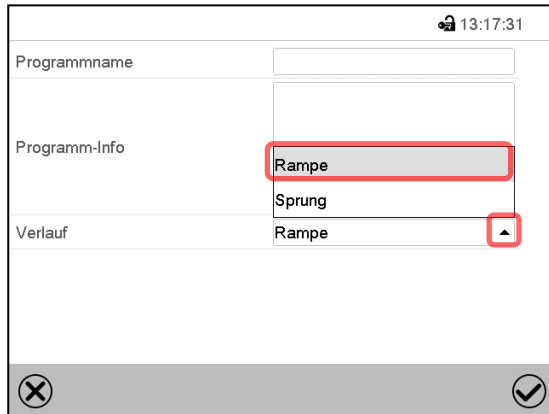 13:17:31
Programmname
Programm-Info
Rampe
Sprung
Verlauf
Rampe